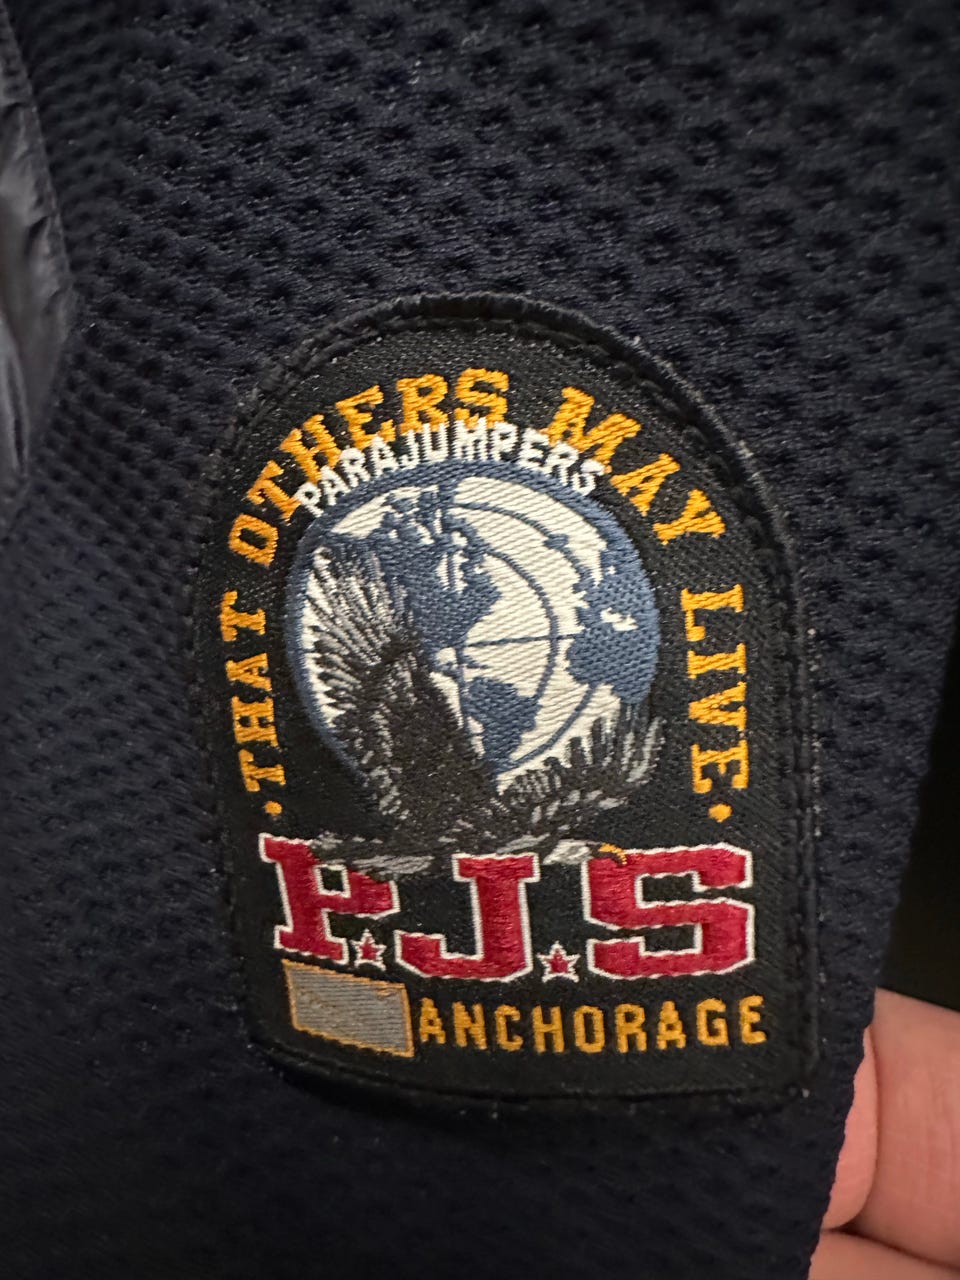 ·THAT OTHERS MAY LIVE·
PARAJUMPERS
P.J.S
ANCHORAGE